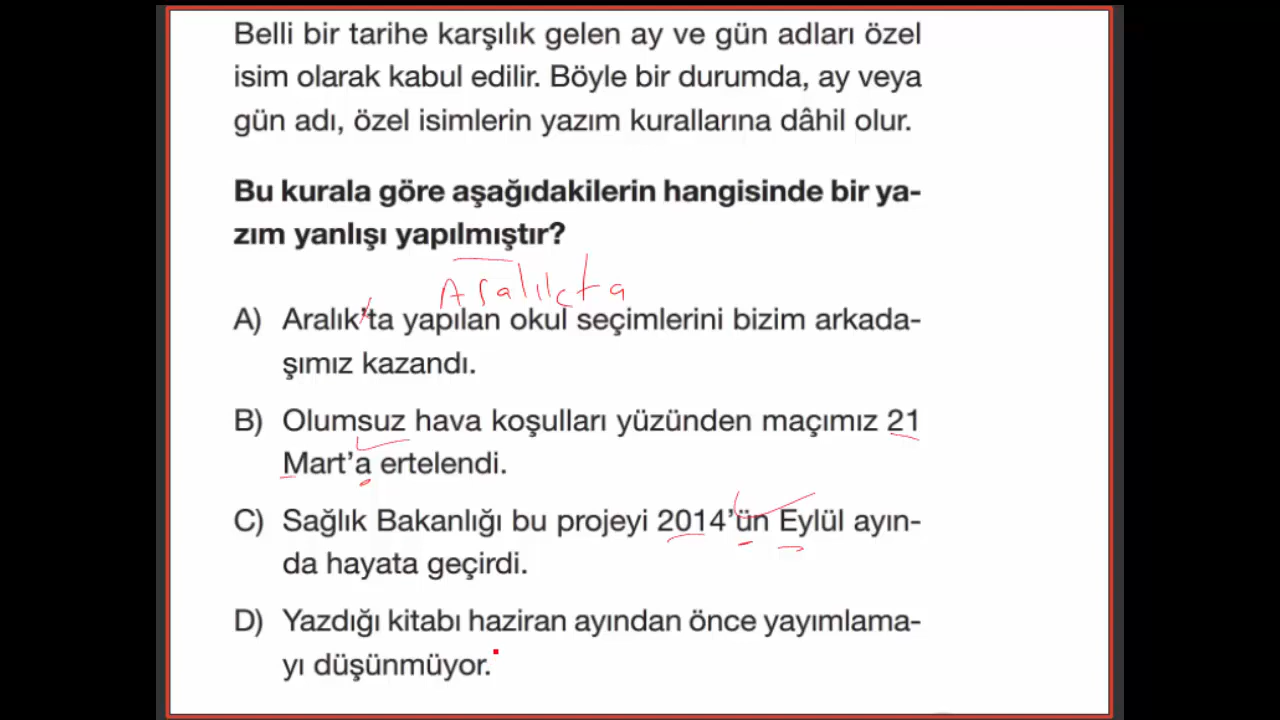 Belli bir tarihe karşılık gelen ay ve gün adları özel
isim olarak kabul edilir. Böyle bir durumda, ay veya
gün adı, özel isimlerin yazım kurallarına dâhil olur.
Bu kurala göre aşağıdakilerin hangisinde bir ya-
zım yanlışı yapılmıştır?
Aralıkta
A) Aralık'ta yapılan okul seçimlerini bizim arkada-
şımız kazandı.
B) Olumsuz hava koşulları yüzünden maçımız 21
Mart'a ertelendi.
C) Sağlık Bakanlığı bu projeyi 2014'ün Eylül ayın-
da hayata geçirdi.
D) Yazdığı kitabı haziran ayından önce yayımlama-
yı düşünmüyor.